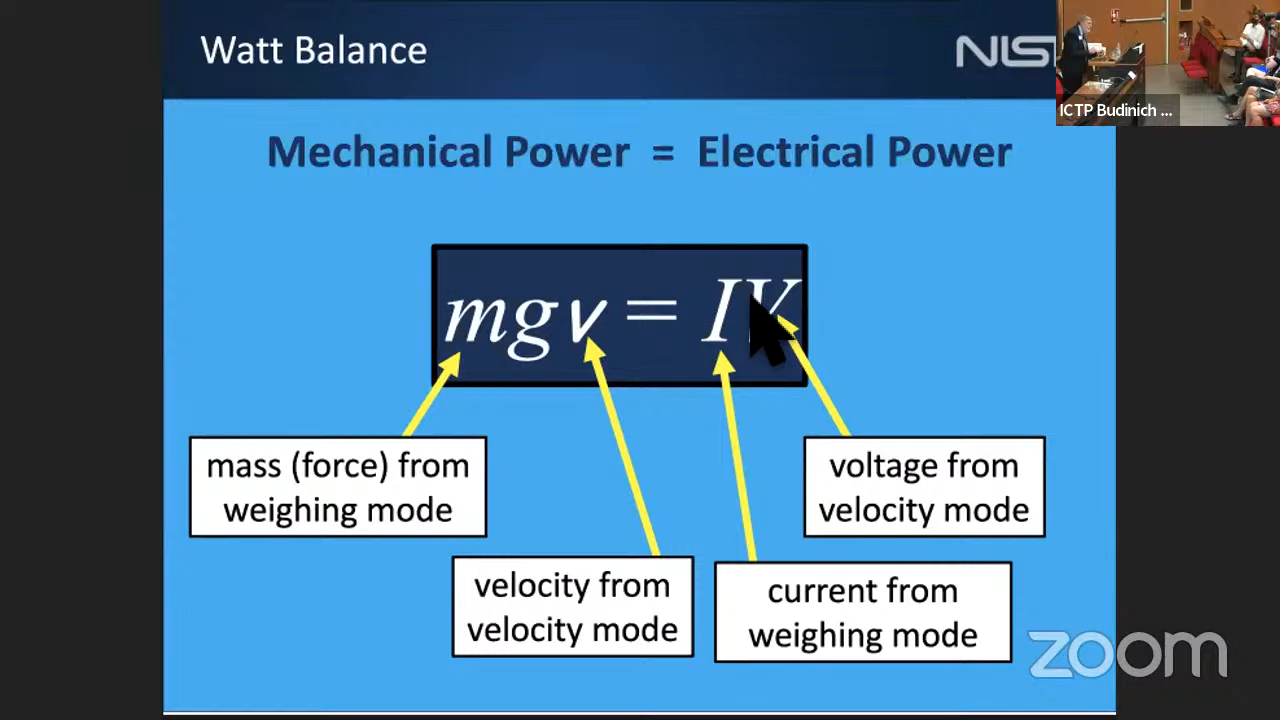 Watt Balance
NIS
ICTP Budinich ...
Mechanical Power = Electrical Power
mgv = IV
mass (force) from
weighing mode
voltage from
velocity mode
velocity from
velocity mode
current from
weighing mode
zoom